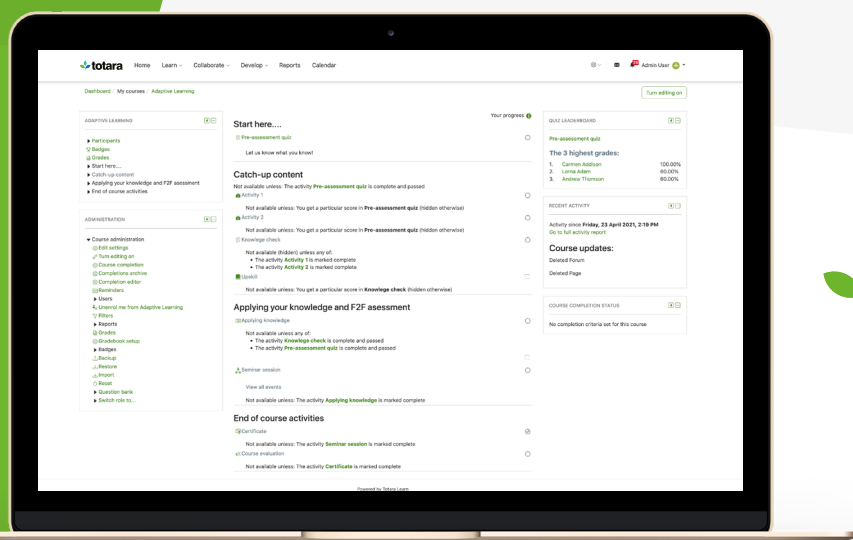 totara
Home Learn Collaborate Develop Reports Calendar
Admin User
Dashboard / My courses / Adaptive Learning
Turn editing on
ADAPTIVE LEARNING
Participants
Badges
Grades
Start here....
Catch-up content
Applying your knowledge and F2F asessment
End of course activities
ADMINISTRATION
Course administration
Edit settings
Turn editing on
Course completion
Completions archive
Completion editor
Reminders
Users
Unenrol me from Adaptive Learning
Filters
Reports
Grades
Gradebook setup
Badges
Backup
Restore
Import
Reset
Question bank
Switch role to...
Your progress
Start here....
Pre-assessment quiz
Let us know what you know!
Catch-up content
Not available unless: The activity Pre-assessment quiz is complete and passed
Activity 1
Not available unless: You get a particular score in Pre-assessment quiz (hidden otherwise)
Activity 2
Not available unless: You get a particular score in Pre-assessment quiz (hidden otherwise)
Knowlege check
Not available (hidden) unless any of:
• The activity Activity 1 is marked complete
• The activity Activity 2 is marked complete
Upskill
Not available unless: You get a particular score in Knowlege check (hidden otherwise)
Applying your knowledge and F2F asessment
Applying knowledge
Not available unless any of:
• The activity Knowlege check is complete and passed
• The activity Pre-assessment quiz is complete and passed
Seminar session
View all events
Not available unless: The activity Applying knowledge is marked complete
End of course activities
Certificate
Not available unless: The activity Seminar session is marked complete
Course evaluation
Not available unless: The activity Certificate is marked complete
QUIZ LEADERBOARD
Pre-assessment quiz
The 3 highest grades:
1. Carmen Addison 100.00%
2. Lorna Adam 60.00%
3. Andrew Thomson 60.00%
RECENT ACTIVITY
Activity since Friday, 23 April 2021, 2:19 PM
Go to full activity report
Course updates:
Deleted Forum
Deleted Page
COURSE COMPLETION STATUS
No completion criteria set for this course
Powered by Totara Learn